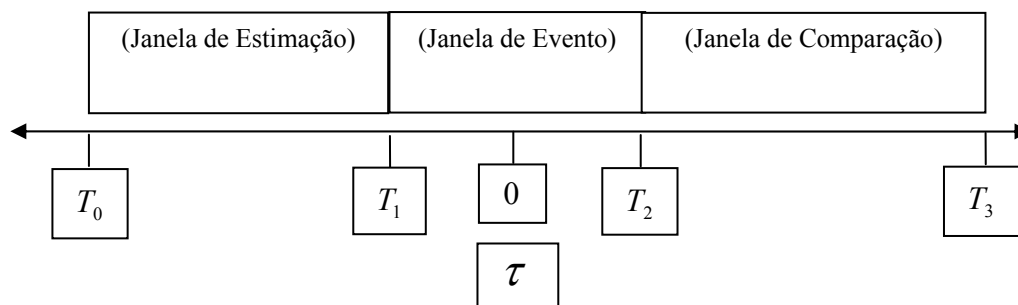 (Janela de Estimação) (Janela de Evento) (Janela de Comparação)
T₀ T₁ 0 T₂ T₃
τ